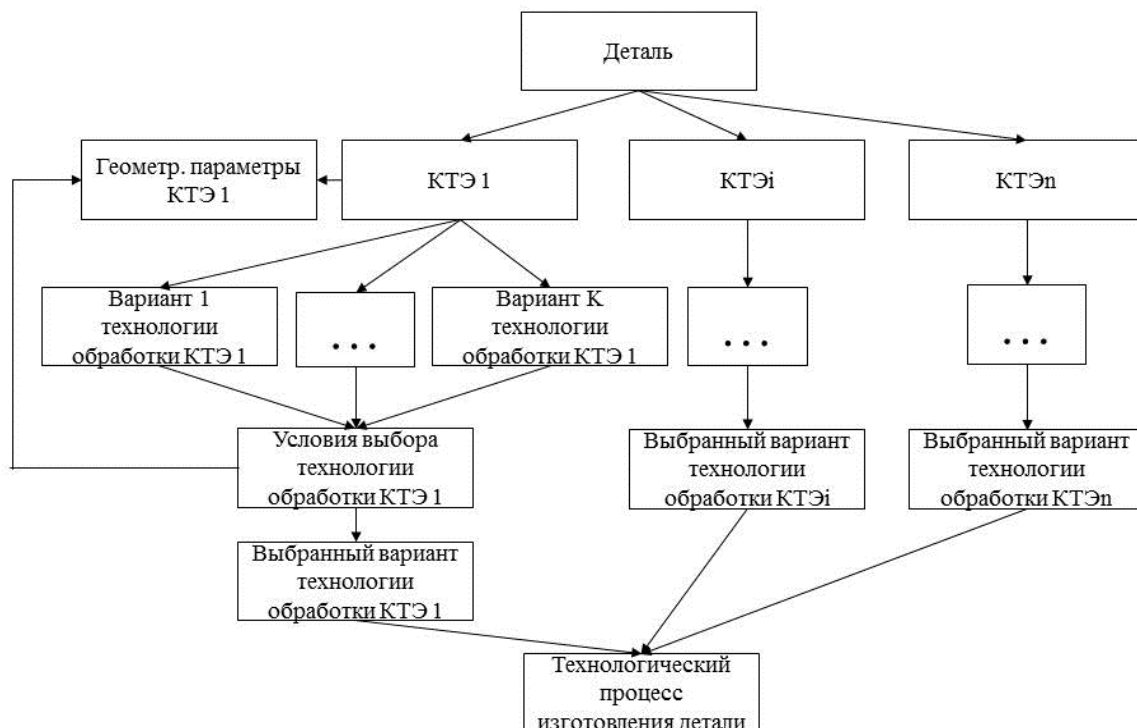 Деталь
Геометр. параметры
КТЭ 1
КТЭ 1
КТЭi
КТЭn
Вариант 1
технологии
обработки КТЭ 1
...
Вариант K
технологии
обработки КТЭ 1
...
...
Условия выбора
технологии
обработки КТЭ 1
Выбранный вариант
технологии
обработки КТЭi
Выбранный вариант
технологии
обработки КТЭn
Выбранный вариант
технологии
обработки КТЭ 1
Технологический
процесс
изготовления детали